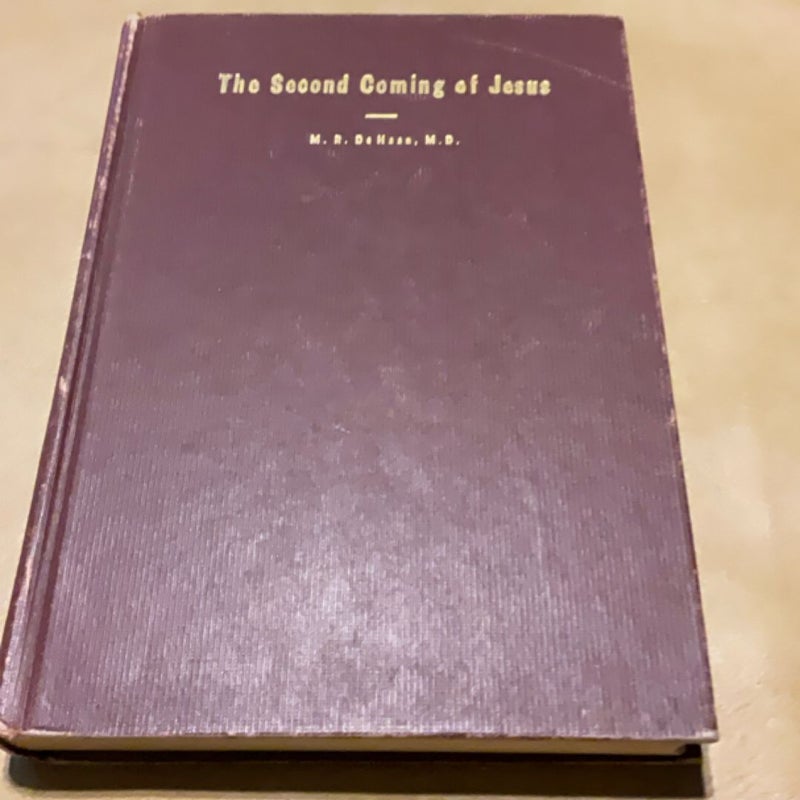 The Second Coming of Jesus
M. R. DeHaan, M.D.